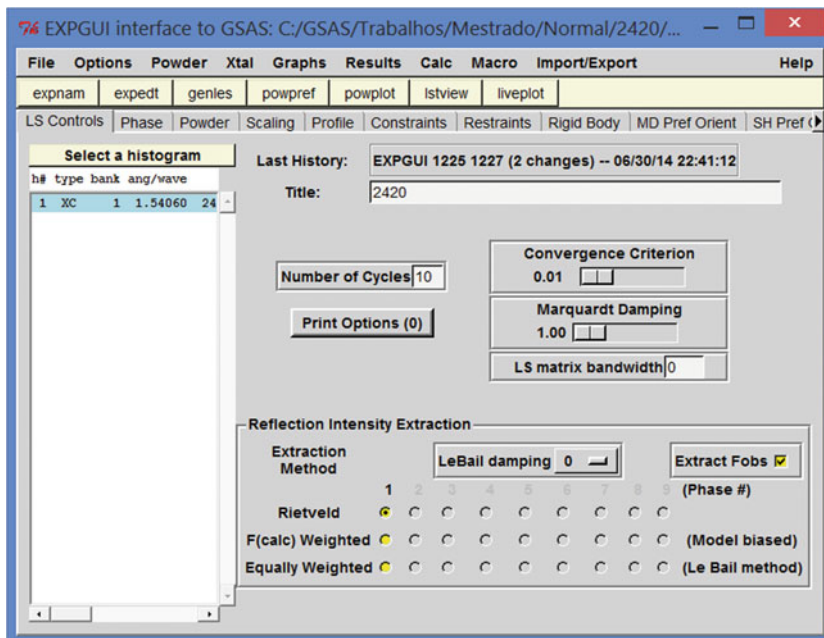 EXPGUI interface to GSAS: C:/GSAS/Trabalhos/Mestrado/Normal/2420/...
File Options Powder Xtal Graphs Results Calc Macro Import/Export Help
expnam expedt genles powpref powplot lstview liveplot
LS Controls Phase Powder Scaling Profile Constraints Restraints Rigid Body MD Pref Orient SH Pref
Select a histogram
h# type bank ang/wave
1 XC 1 1.54060 24
Last History: EXPGUI 1225 1227 (2 changes) -- 06/30/14 22:41:12
Title: 2420
Number of Cycles 10
Print Options (0)
Convergence Criterion
0.01
Marquardt Damping
1.00
LS matrix bandwidth 0
Reflection Intensity Extraction
Extraction Method
LeBail damping 0
Extract Fobs
1 2 3 4 5 6 7 8 9 (Phase #)
Rietveld
F(calc) Weighted (Model biased)
Equally Weighted (Le Bail method)